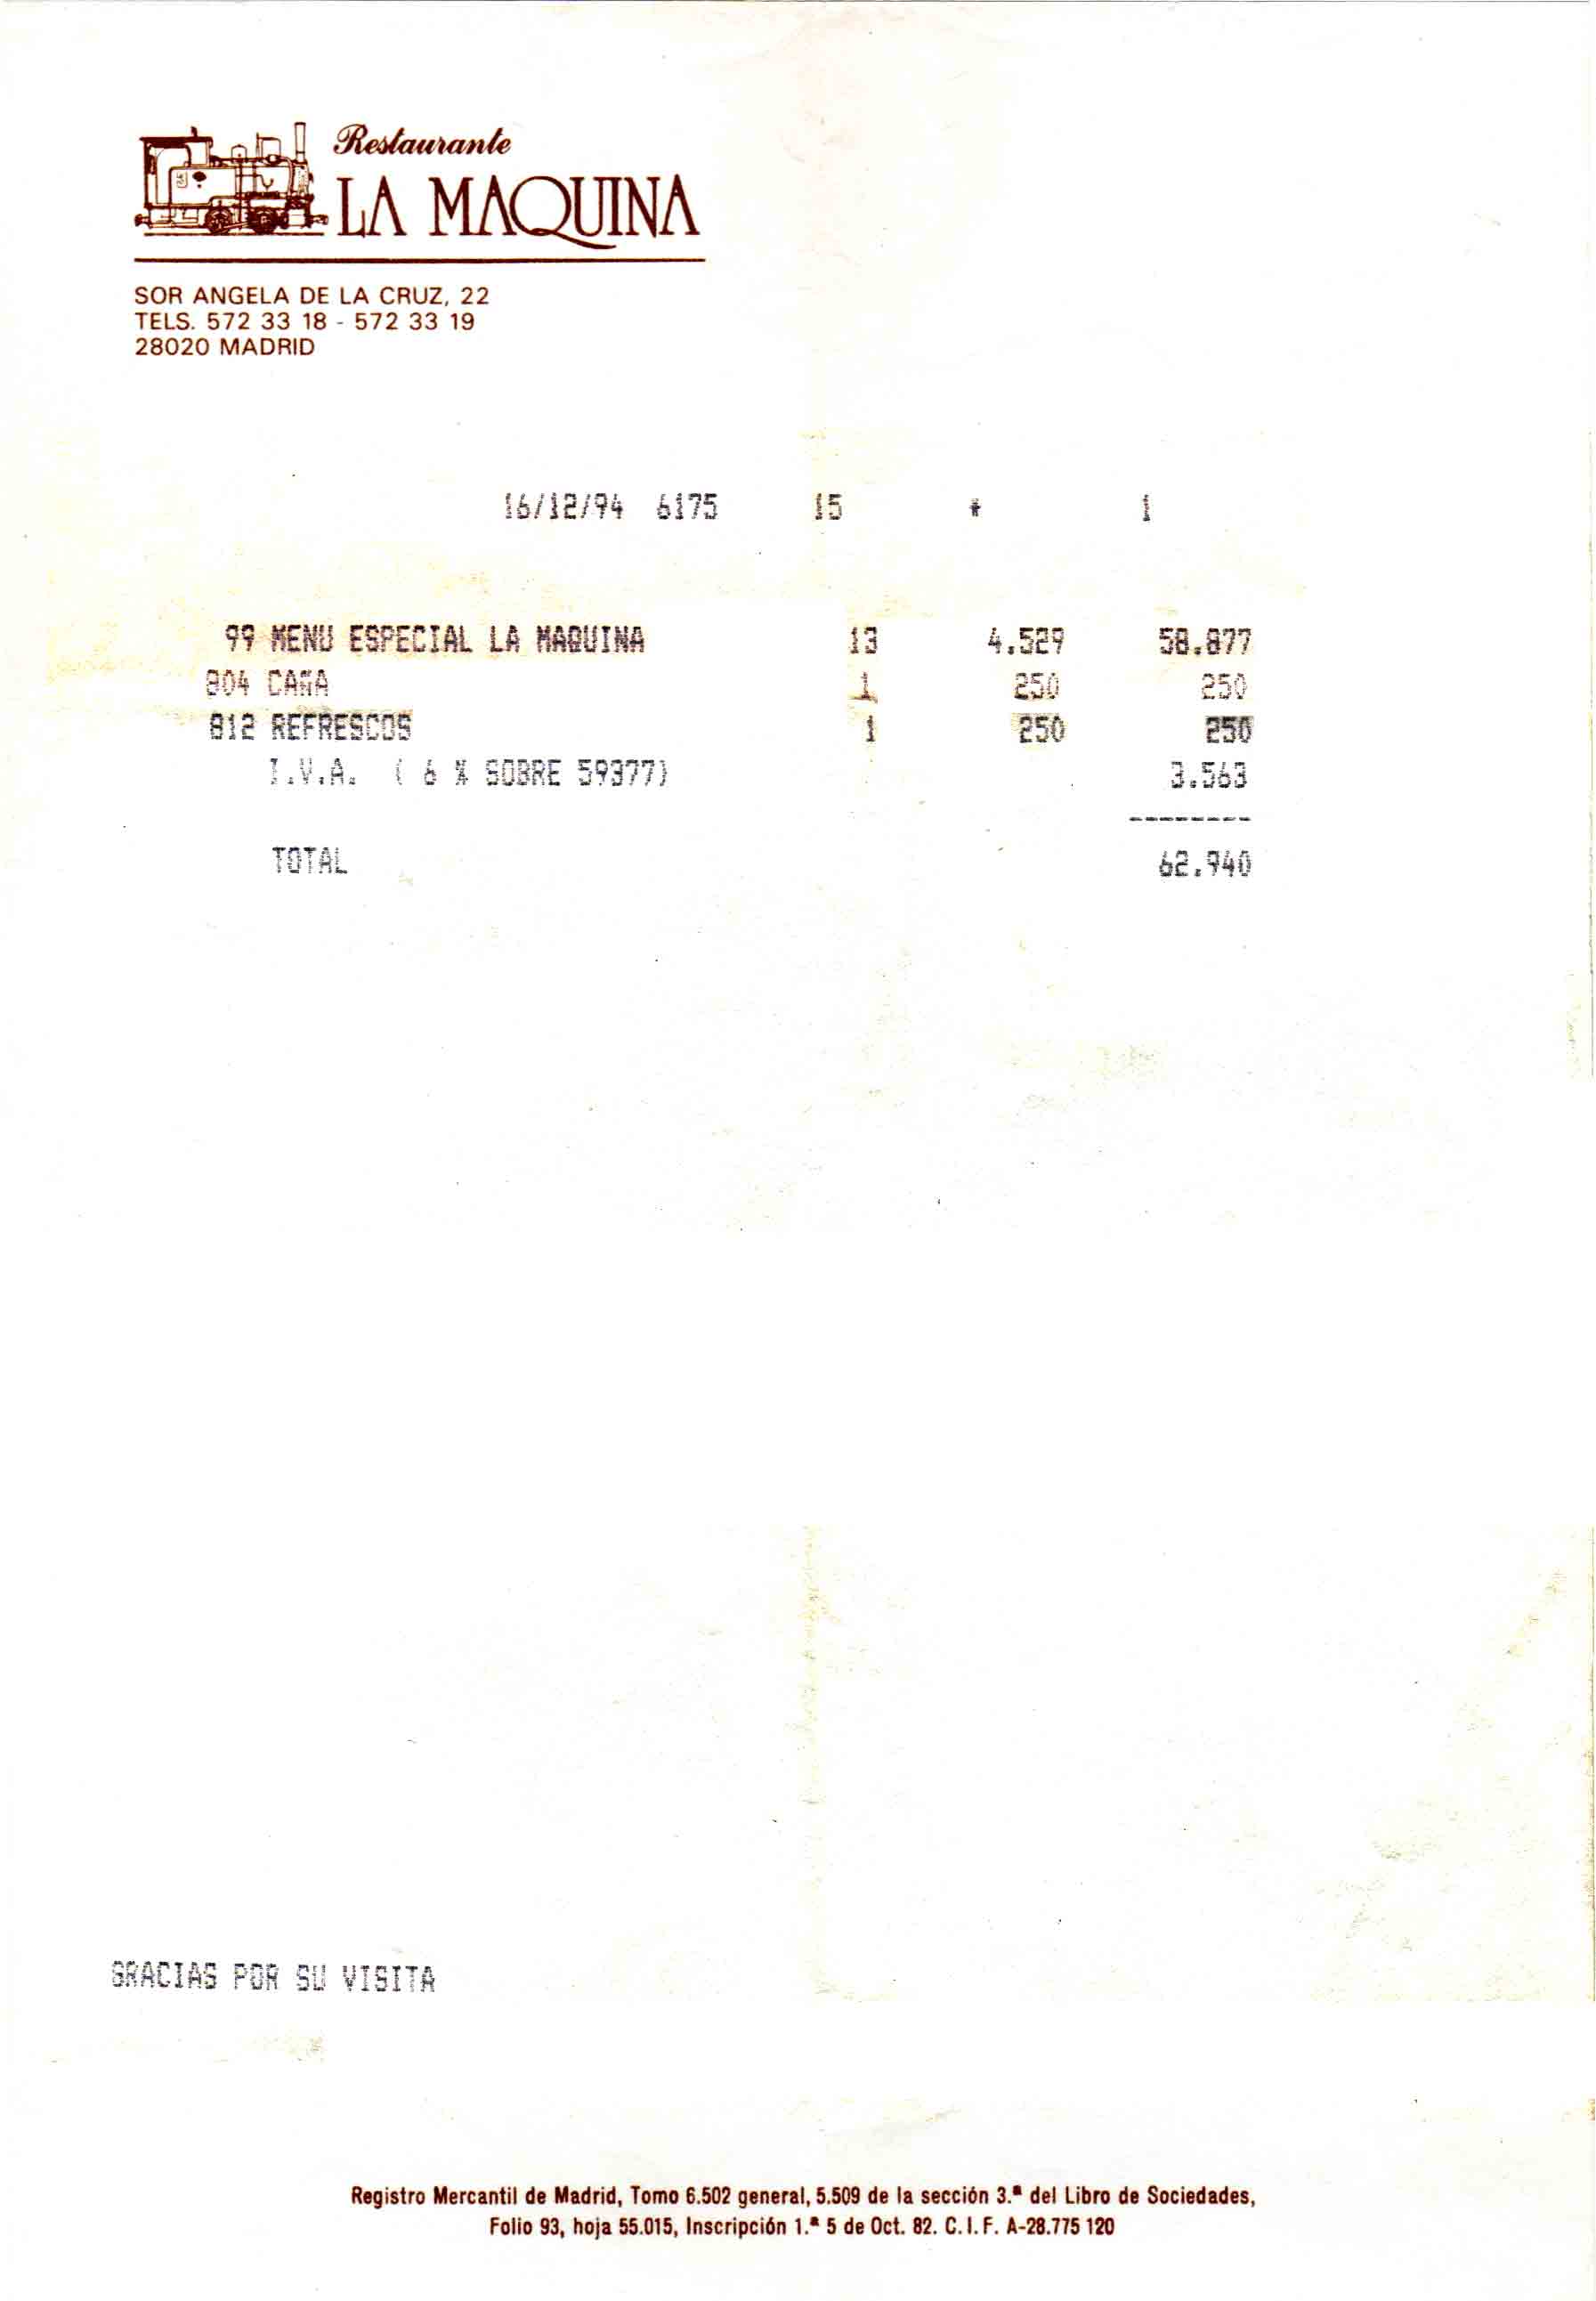 Restaurante
LA MAQUINA
SOR ANGELA DE LA CRUZ, 22
TELS. 572 33 18 - 572 33 19
28020 MADRID
16/12/94 6175 15 * 1
99 MENU ESPECIAL LA MAQUINA 13 4.529 58.877
804 CAÑA 1 250 250
812 REFRESCOS 1 250 250
I.V.A. ( 6 % SOBRE 59377) 3.563
---------
TOTAL 62.940
GRACIAS POR SU VISITA
Registro Mercantil de Madrid, Tomo 6.502 general, 5.509 de la sección 3.ª del Libro de Sociedades,
Folio 93, hoja 55.015, Inscripción 1.ª 5 de Oct. 82. C.I.F. A-28.775 120